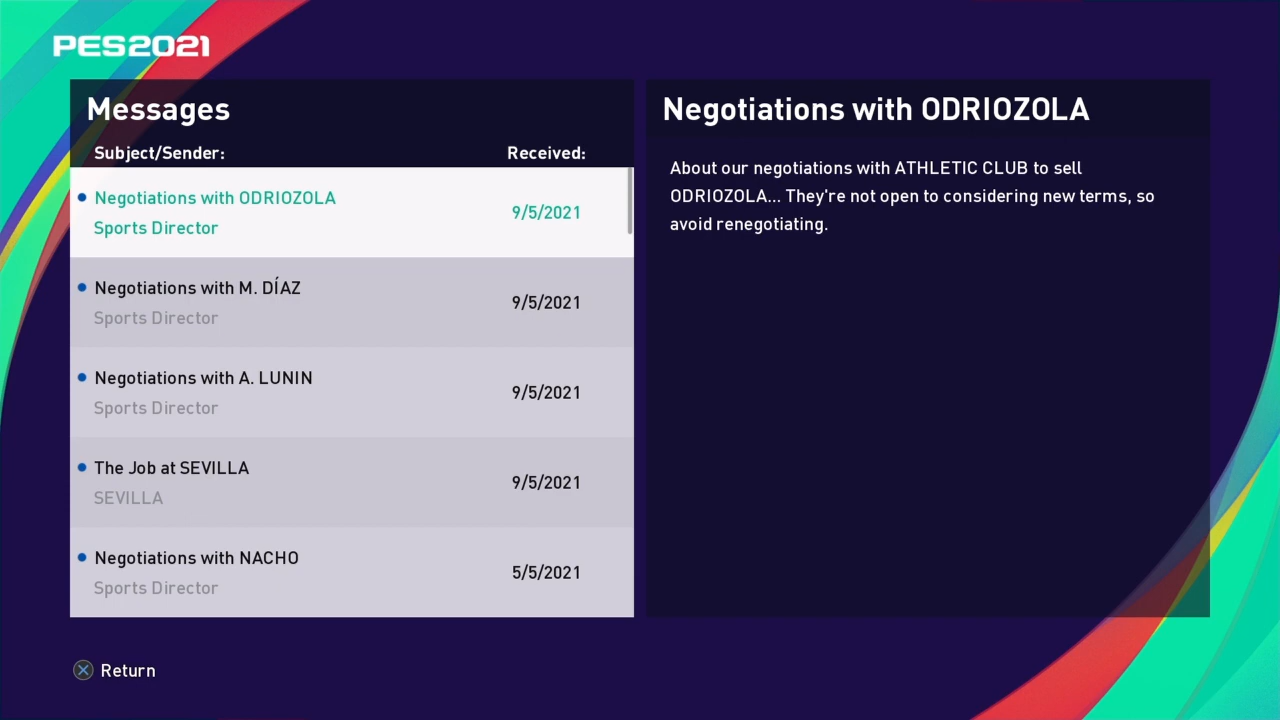 PES2021
Messages
Subject/Sender:
Received:
Negotiations with ODRIOZOLA
Sports Director
9/5/2021
Negotiations with M. DÍAZ
Sports Director
9/5/2021
Negotiations with A. LUNIN
Sports Director
9/5/2021
The Job at SEVILLA
SEVILLA
9/5/2021
Negotiations with NACHO
Sports Director
5/5/2021
Negotiations with ODRIOZOLA
About our negotiations with ATHLETIC CLUB to sell
ODRIOZOLA... They're not open to considering new terms, so
avoid renegotiating.
Return